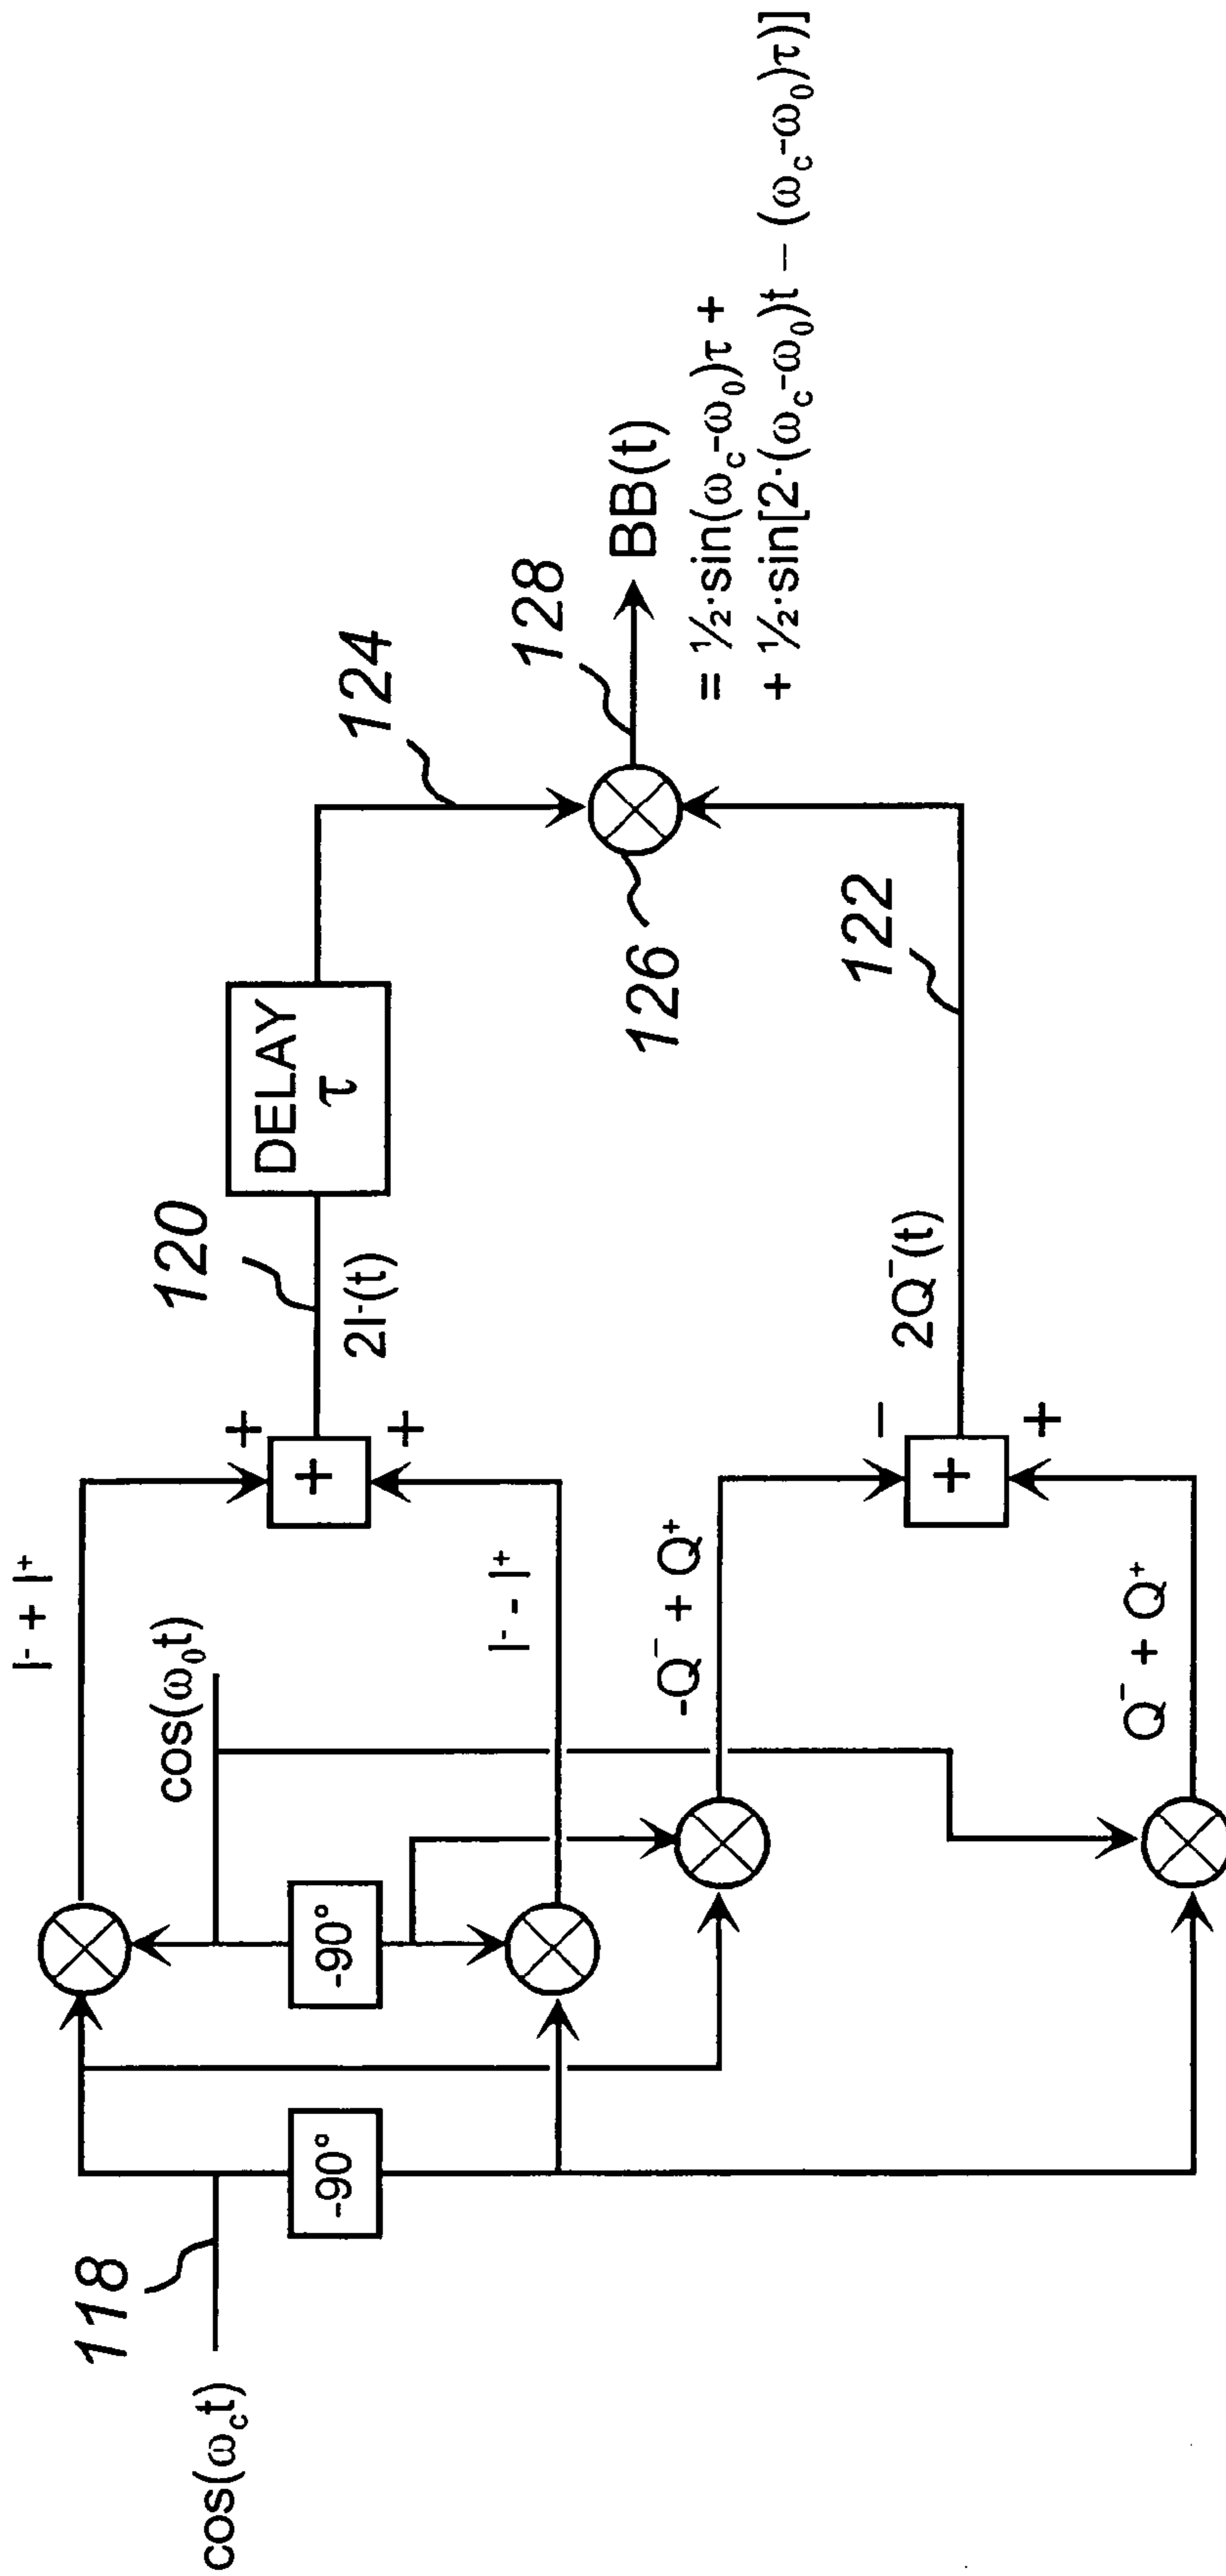 cos(ω_c t)
118
-90°
-90°
cos(ω_0 t)
I⁻ + I⁺
I⁻ - I⁺
-Q⁻ + Q⁺
Q⁻ + Q⁺
+
+
+
-
+
+
2I⁻(t)
120
2Q⁻(t)
122
DELAY
τ
124
126
128
BB(t)
= ½·sin(ω_c-ω_0)τ +
+ ½·sin[2·(ω_c-ω_0)t – (ω_c-ω_0)τ)]